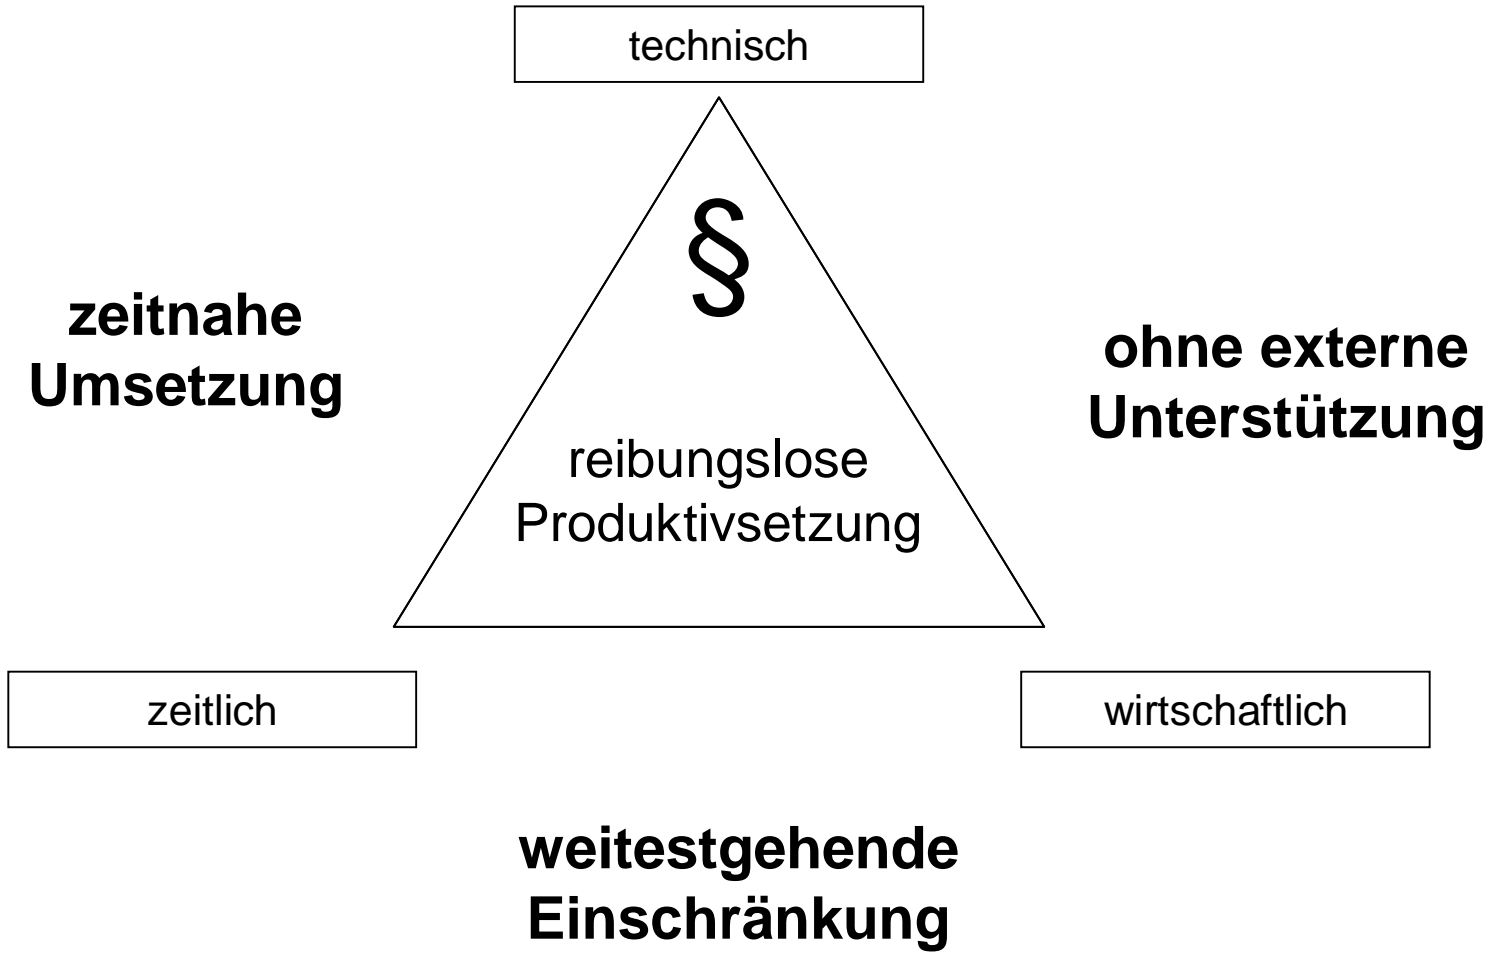 technisch
§
zeitnahe
Umsetzung
ohne externe
Unterstützung
reibungslose
Produktivsetzung
zeitlich
wirtschaftlich
weitestgehende
Einschränkung